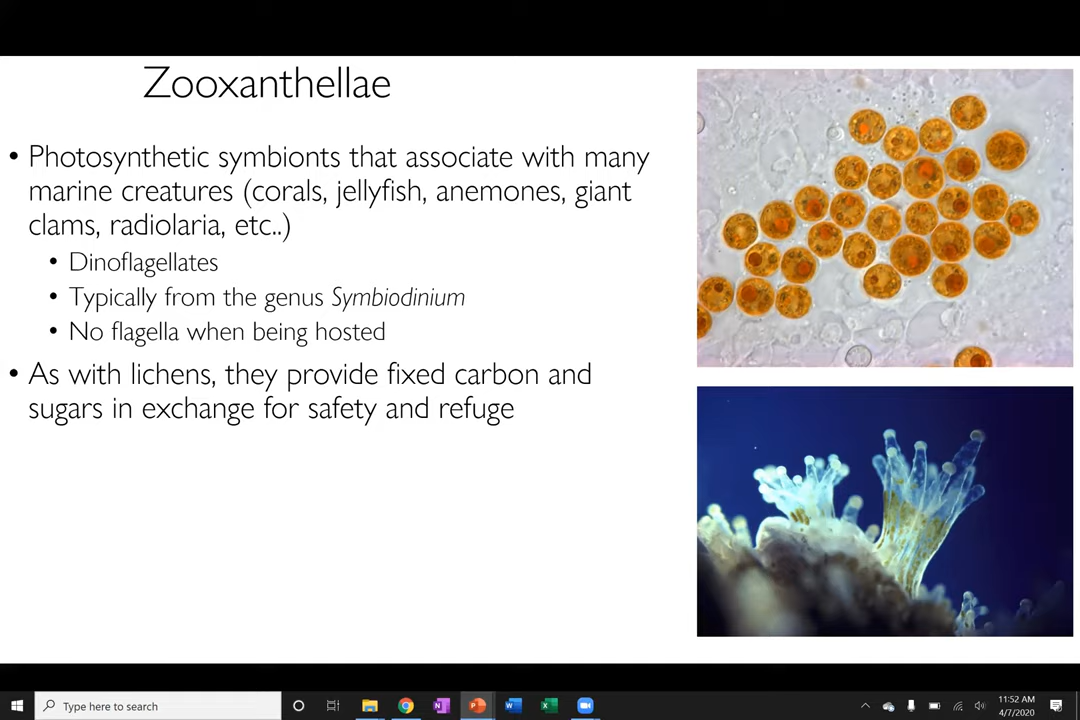 Zooxanthellae
• Photosynthetic symbionts that associate with many
marine creatures (corals, jellyfish, anemones, giant
clams, radiolaria, etc..)
• Dinoflagellates
• Typically from the genus Symbiodinium
• No flagella when being hosted
• As with lichens, they provide fixed carbon and
sugars in exchange for safety and refuge
Type here to search
11:52 AM
4/7/2020